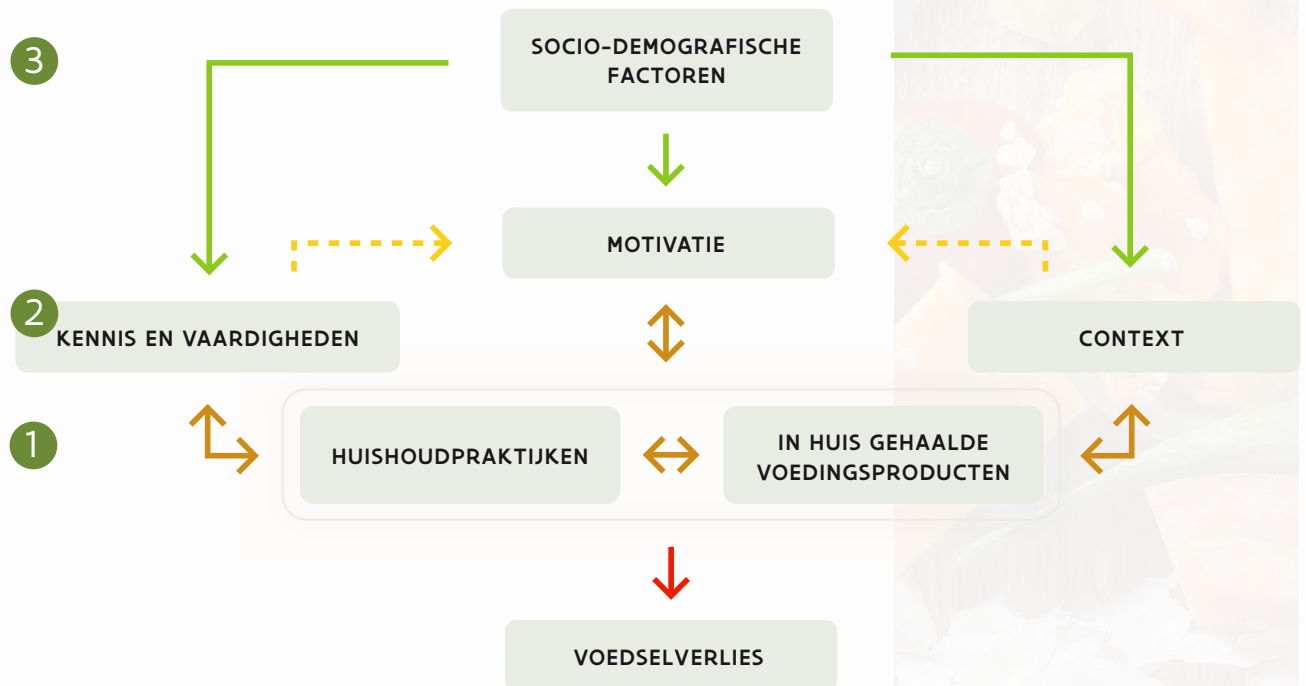 3
SOCIO-DEMOGRAFISCHE
FACTOREN
MOTIVATIE
2
KENNIS EN VAARDIGHEDEN
CONTEXT
1
HUISHOUDPRAKTIJKEN
IN HUIS GEHAALDE
VOEDINGSPRODUCTEN
VOEDSELVERLIES